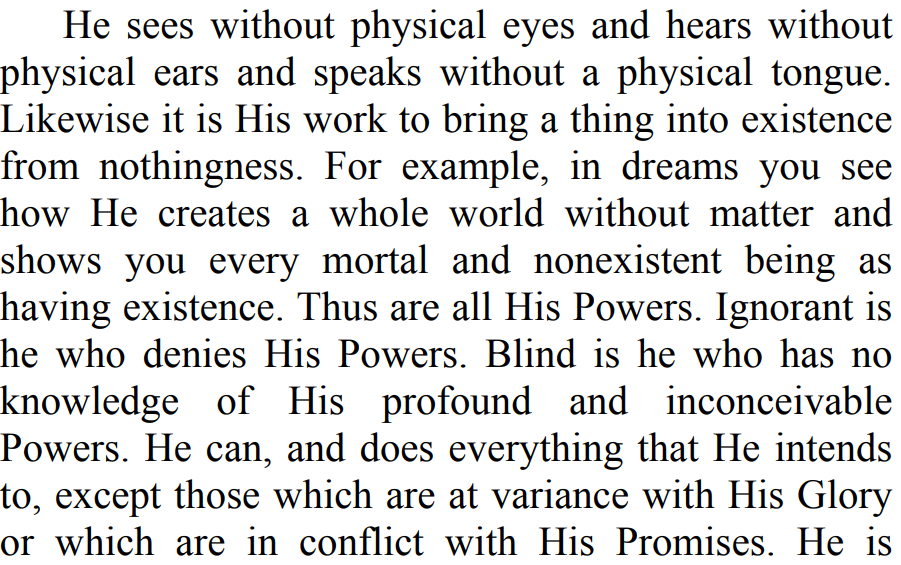 He sees without physical eyes and hears without
physical ears and speaks without a physical tongue.
Likewise it is His work to bring a thing into existence
from nothingness. For example, in dreams you see
how He creates a whole world without matter and
shows you every mortal and nonexistent being as
having existence. Thus are all His Powers. Ignorant is
he who denies His Powers. Blind is he who has no
knowledge of His profound and inconceivable
Powers. He can, and does everything that He intends
to, except those which are at variance with His Glory
or which are in conflict with His Promises. He is